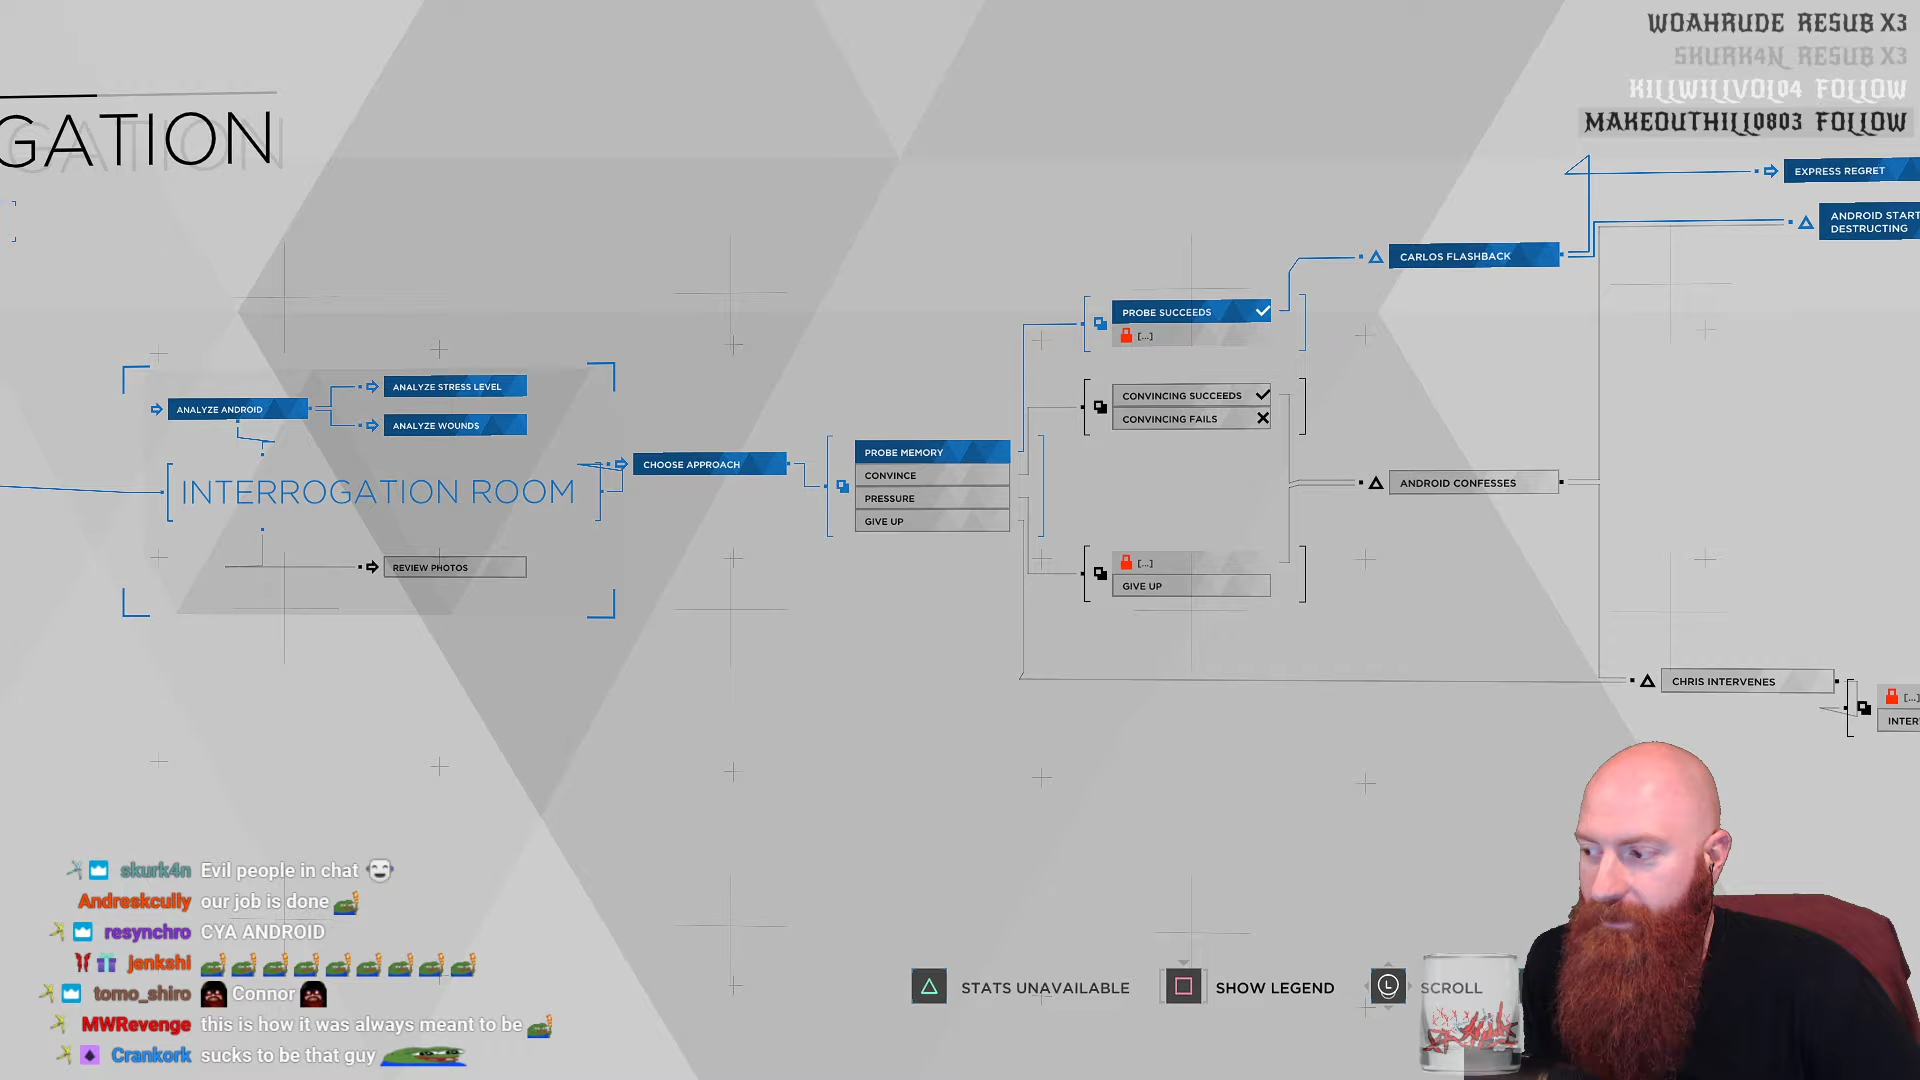 WOAHRUDE RESUB X3
SKURK4N_ RESUB X3
KILLWILLVOL04 FOLLOW
MAKEOUTHILL0803 FOLLOW
GATION
EXPRESS REGRET
ANDROID START
DESTRUCTING
CARLOS FLASHBACK
PROBE SUCCEEDS
[...]
ANALYZE STRESS LEVEL
ANALYZE ANDROID
ANALYZE WOUNDS
CONVINCING SUCCEEDS
CONVINCING FAILS
INTERROGATION ROOM
CHOOSE APPROACH
PROBE MEMORY
CONVINCE
PRESSURE
GIVE UP
ANDROID CONFESSES
REVIEW PHOTOS
[...]
GIVE UP
CHRIS INTERVENES
[...]
INTER
skurk4n Evil people in chat
Andreskcully our job is done
resynchro CYA ANDROID
jenkshi
tomo_shiro Connor
MWRevenge this is how it was always meant to be
Crankork sucks to be that guy
STATS UNAVAILABLE
SHOW LEGEND
L SCROLL